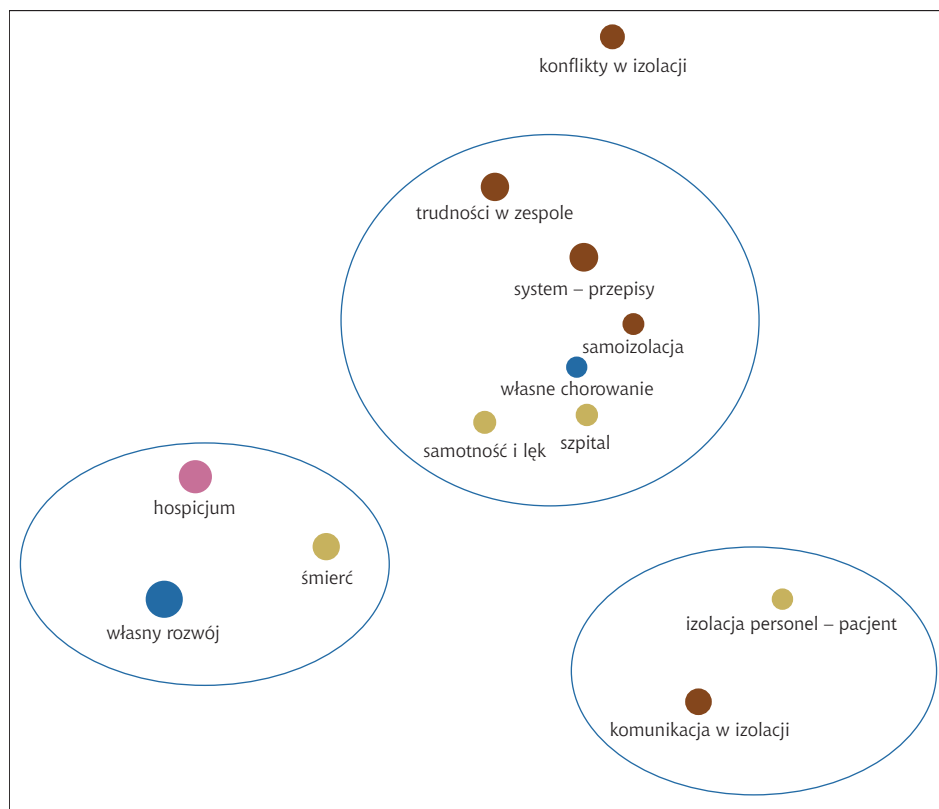 konflikty w izolacji
trudności w zespole
system – przepisy
samoizolacja
własne chorowanie
samotność i lęk
szpital
hospicjum
śmierć
własny rozwój
izolacja personel – pacjent
komunikacja w izolacji